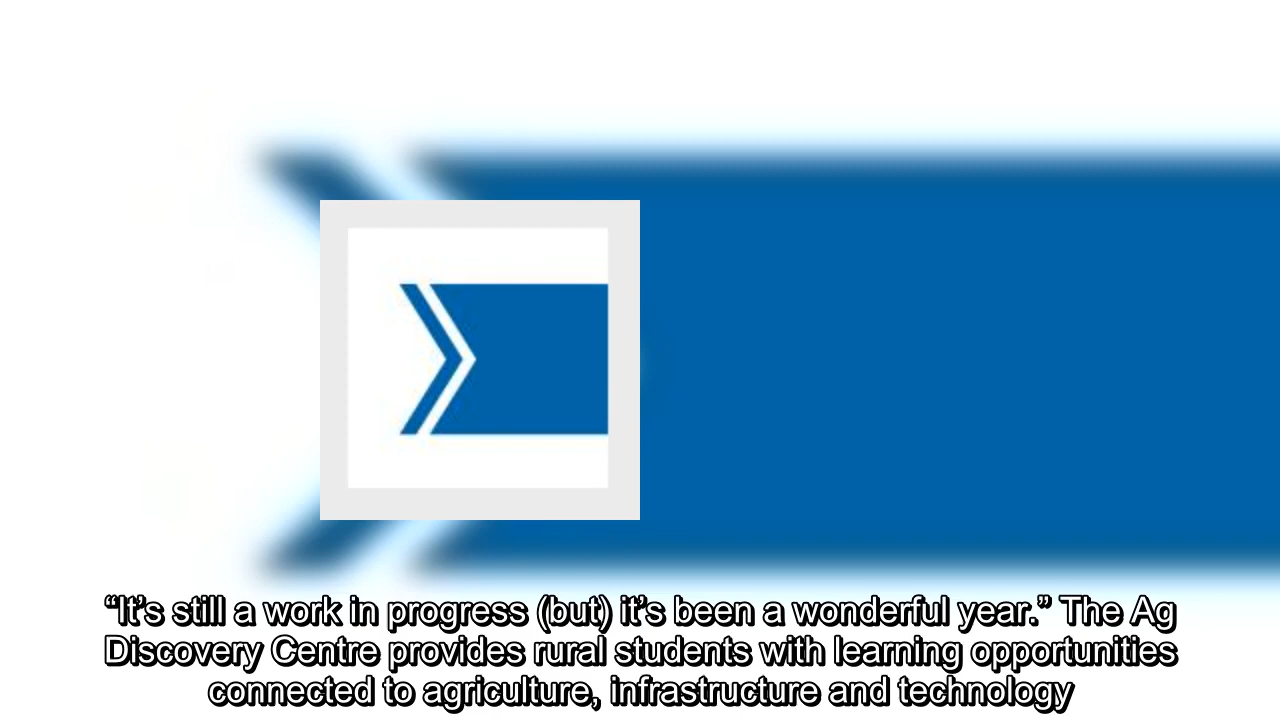 “It’s still a work in progress (but) it’s been a wonderful year.” The Ag
Discovery Centre provides rural students with learning opportunities
connected to agriculture, infrastructure and technology